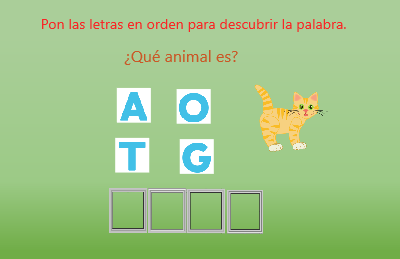 Pon las letras en orden para descubrir la palabra.
¿Qué animal es?
A O
T G